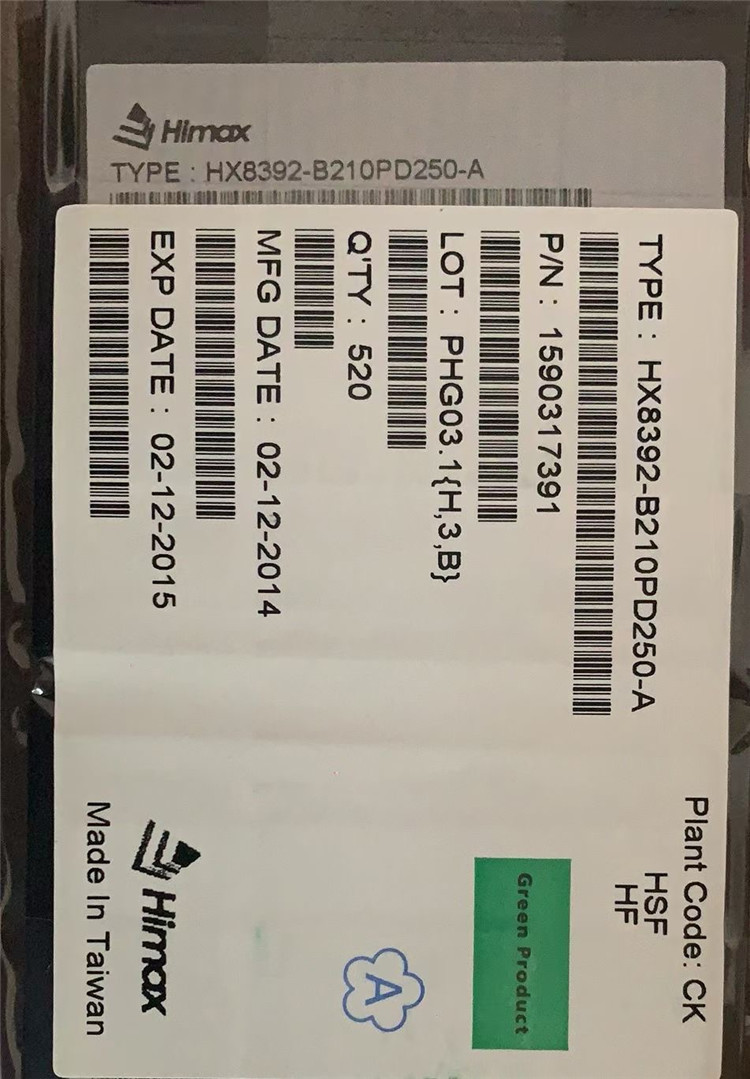 Himax
TYPE : HX8392-B210PD250-A
TYPE : HX8392-B210PD250-A
P/N : 1590317391
LOT : PHG03.1{H,3,B}
Q'TY : 520
MFG DATE : 02-12-2014
EXP DATE : 02-12-2015
Plant Code: CK
HSF
HF
Green Product
A
Himax
Made In Taiwan